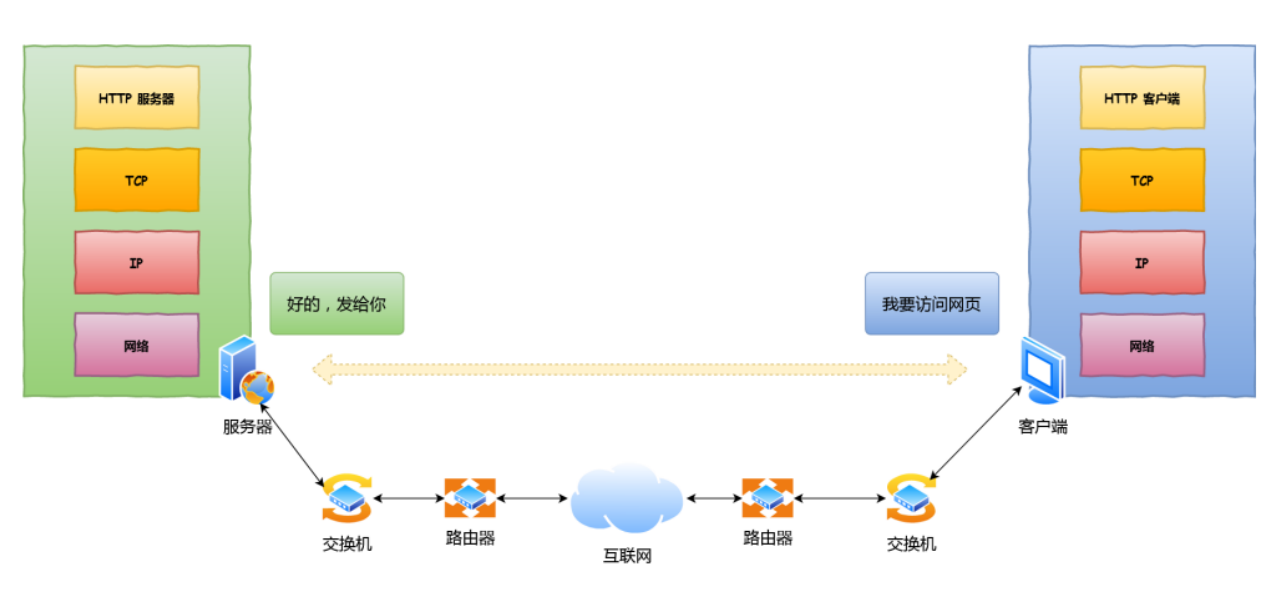 HTTP 服务器
TCP
IP
网络
好的，发给你
服务器
HTTP 客户端
TCP
IP
网络
我要访问网页
客户端
交换机
路由器
互联网
路由器
交换机